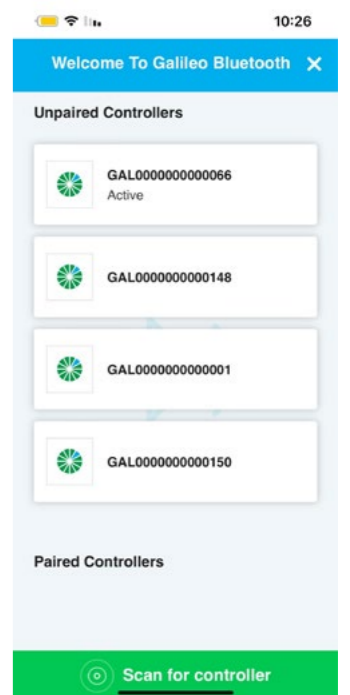 10:26
Welcome To Galileo Bluetooth
Unpaired Controllers
GAL0000000000066
Active
GAL0000000000148
GAL0000000000001
GAL0000000000150
Paired Controllers
Scan for controller